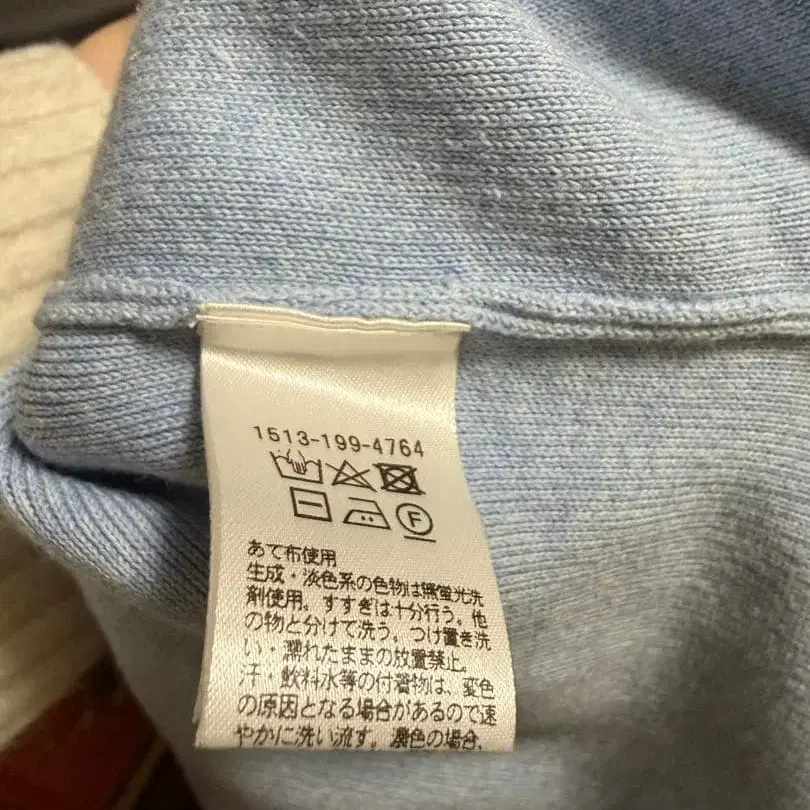 1513-199-4764
F
あて布使用
生成・淡色系の色物は無蛍光洗
剤使用。すすぎは十分行う。他
の物と分けて洗う。つけ置き洗
い・濡れたままの放置禁止。
汗・飲料水等の付着物は、変色
の原因となる場合があるので速
やかに洗い流す。濃色の場合、